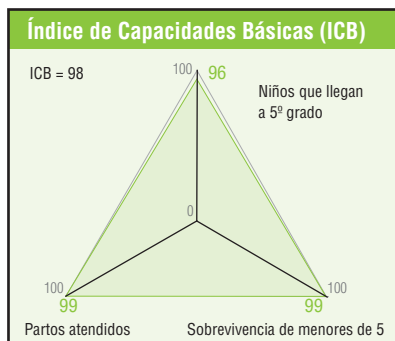 Índice de Capacidades Básicas (ICB)
ICB = 98
100
96
Niños que llegan
a 5º grado
0
100
99
100
99
Partos atendidos
Sobrevivencia de menores de 5